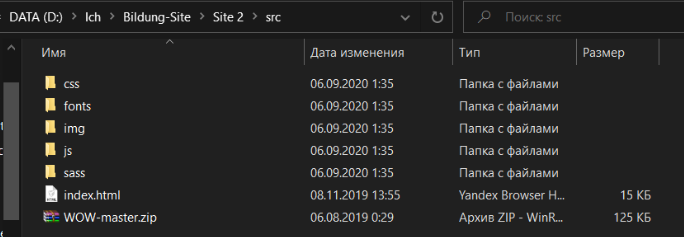 DATA (D:) > Ich > Bildung-Site > Site 2 > src
Поиск: src
Имя Дата изменения Тип Размер
css 06.09.2020 1:35 Папка с файлами
fonts 06.09.2020 1:35 Папка с файлами
img 06.09.2020 1:35 Папка с файлами
js 06.09.2020 1:35 Папка с файлами
sass 06.09.2020 1:35 Папка с файлами
index.html 08.11.2019 13:55 Yandex Browser H... 15 КБ
WOW-master.zip 06.08.2019 0:29 Архив ZIP - WinR... 125 КБ